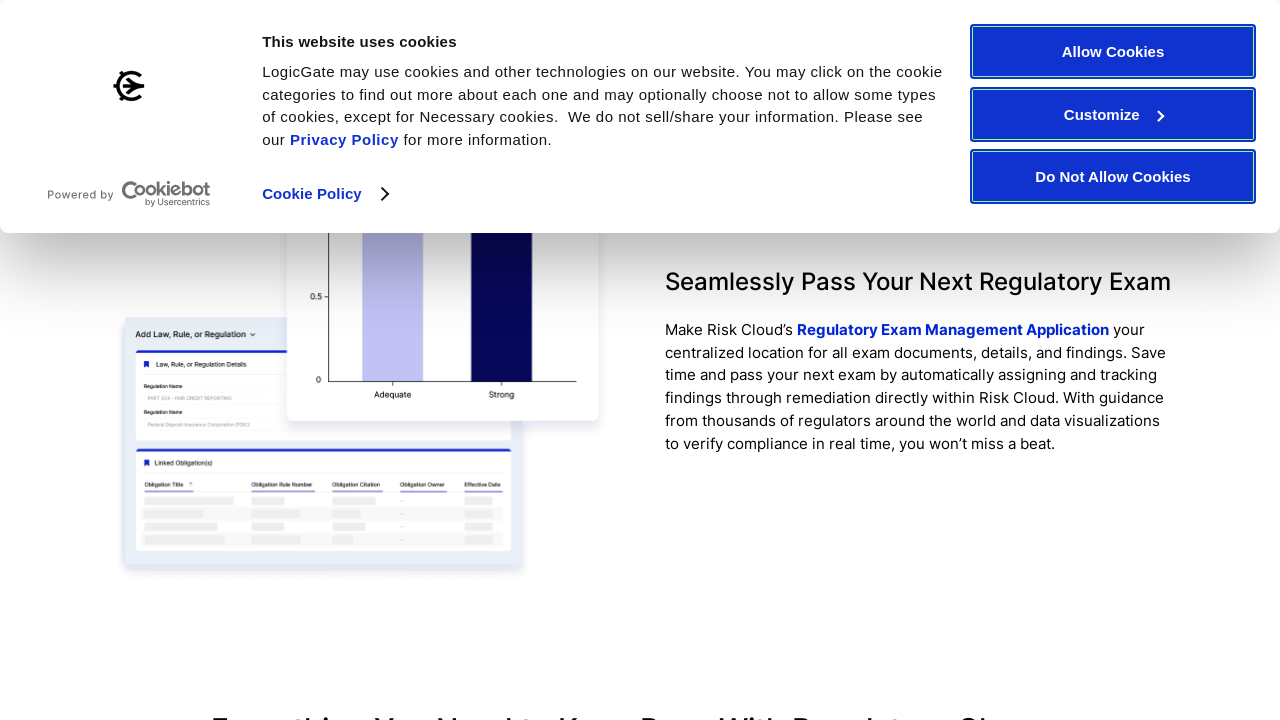 This website uses cookies
LogicGate may use cookies and other technologies on our website. You may click on the cookie
categories to find out more about each one and may optionally choose not to allow some types
of cookies, except for Necessary cookies.  We do not sell/share your information. Please see
our Privacy Policy for more information.
Cookie Policy
Powered by Cookiebot
by Usercentrics
Allow Cookies
Customize
Do Not Allow Cookies
0.5
0
Adequate Strong
Add Law, Rule, or Regulation
Law, Rule, or Regulation Details
Regulation Name
PART 334 - FAIR CREDIT REPORTING
Regulation Name
Federal Deposit Insurance Corporation (FDIC)
Linked Obligation(s)
Obligation Title Obligation Rule Number Obligation Citation Obligation Owner Effective Date
Seamlessly Pass Your Next Regulatory Exam
Make Risk Cloud’s Regulatory Exam Management Application your
centralized location for all exam documents, details, and findings. Save
time and pass your next exam by automatically assigning and tracking
findings through remediation directly within Risk Cloud. With guidance
from thousands of regulators around the world and data visualizations
to verify compliance in real time, you won’t miss a beat.